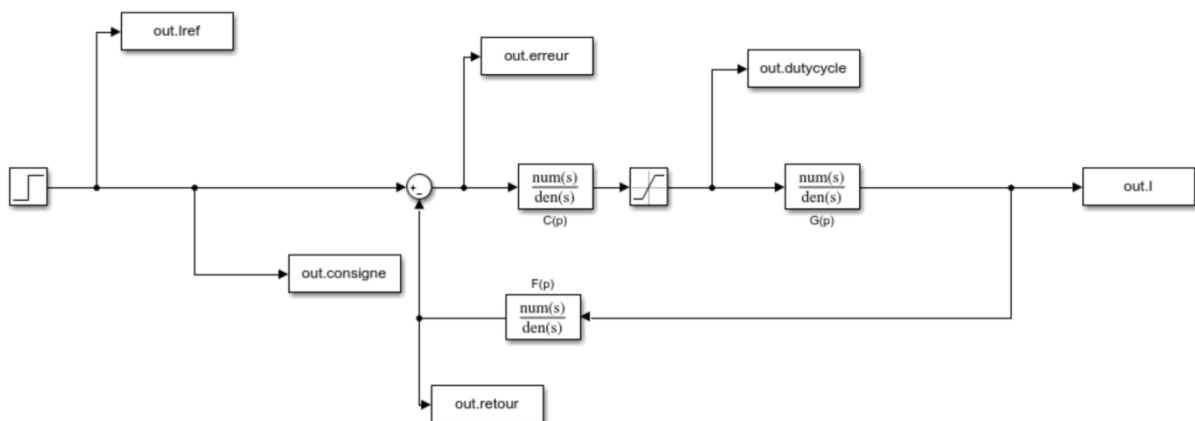 out.Iref
out.erreur
out.dutycycle
+
-
num(s)
den(s)
C(p)
num(s)
den(s)
G(p)
out.I
out.consigne
F(p)
num(s)
den(s)
out.retour